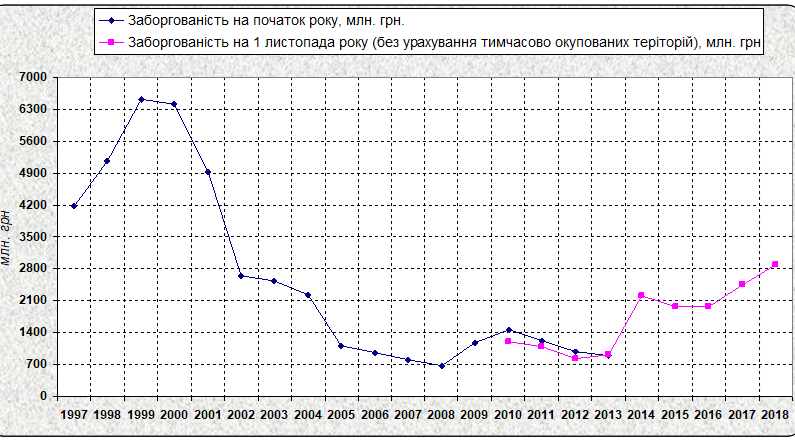 Заборгованість на початок року, млн. грн.
Заборгованість на 1 листопада року (без урахування тимчасово окупованих теріторій), млн. грн
7000
6300
5600
4900
4200
3500
2800
2100
1400
700
0
млн. грн
1997 1998 1999 2000 2001 2002 2003 2004 2005 2006 2007 2008 2009 2010 2011 2012 2013 2014 2015 2016 2017 2018